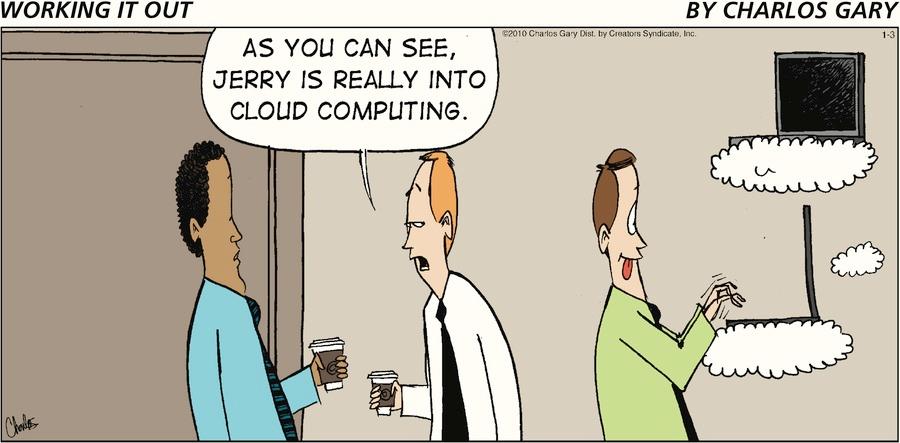 WORKING IT OUT
BY CHARLOS GARY
©2010 Charlos Gary Dist. by Creators Syndicate, Inc.
1-3
AS YOU CAN SEE,
JERRY IS REALLY INTO
CLOUD COMPUTING.